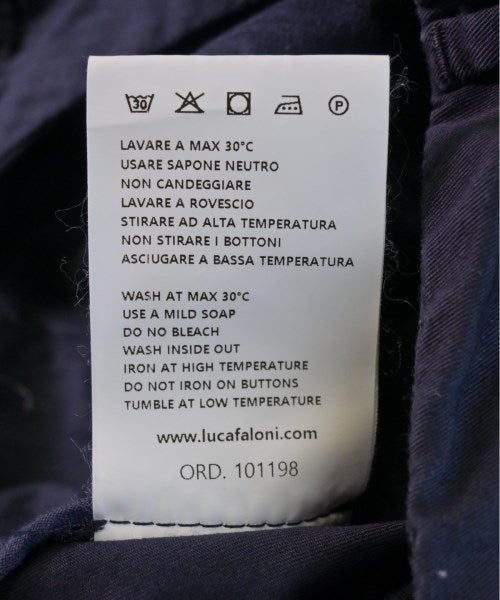 30 P
LAVARE A MAX 30°C
USARE SAPONE NEUTRO
NON CANDEGGIARE
LAVARE A ROVESCIO
STIRARE AD ALTA TEMPERATURA
NON STIRARE I BOTTONI
ASCIUGARE A BASSA TEMPERATURA
WASH AT MAX 30°C
USE A MILD SOAP
DO NO BLEACH
WASH INSIDE OUT
IRON AT HIGH TEMPERATURE
DO NOT IRON ON BUTTONS
TUMBLE AT LOW TEMPERATURE
www.lucafaloni.com
ORD. 101198